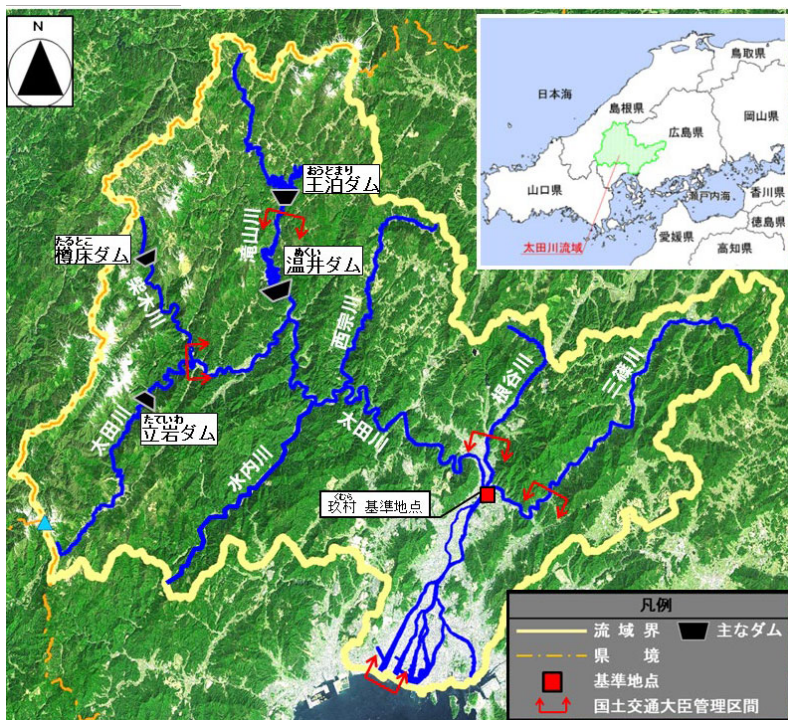 N
おうどまり
王泊ダム
たるとこ
樽床ダム
滝山川
ぬくい
温井ダム
柴木川
西宗川
たていわ
立岩ダム
太田川
水内川
太田川
根谷川
三篠川
くむら
玖村 基準地点
日本海
鳥取県
島根県
広島県
岡山県
山口県
瀬戸内海
香川県
徳島県
愛媛県
高知県
太田川流域
凡例
流域界
主なダム
県境
基準地点
国土交通大臣管理区間